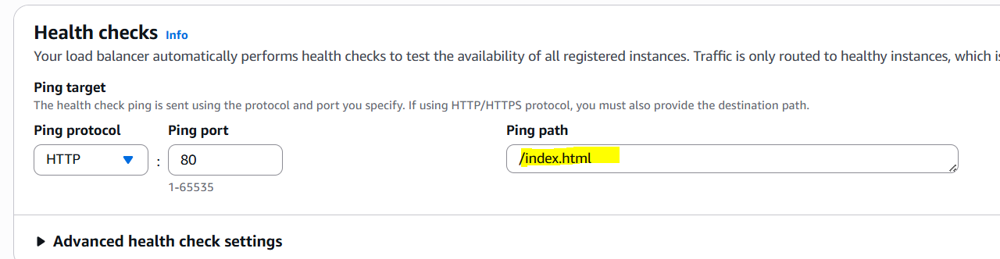 Health checks Info
Your load balancer automatically performs health checks to test the availability of all registered instances. Traffic is only routed to healthy instances, which is
Ping target
The health check ping is sent using the protocol and port you specify. If using HTTP/HTTPS protocol, you must also provide the destination path.
Ping protocol Ping port Ping path
HTTP : 80 /index.html
1-65535
Advanced health check settings